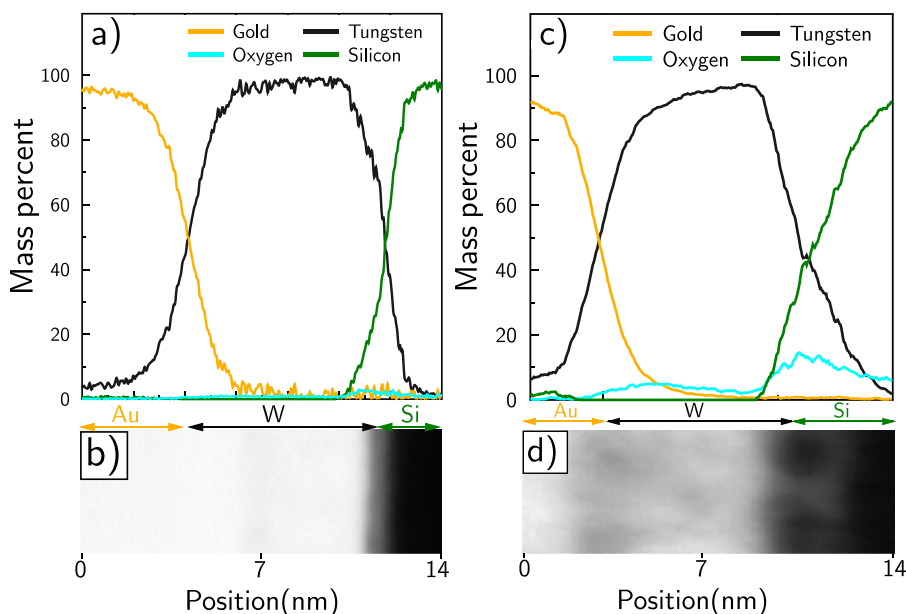 a)
Gold
Tungsten
Oxygen
Silicon
100
80
60
40
20
0
Mass percent
Au
W
Si
b)
0
7
14
Position(nm)
c)
Gold
Tungsten
Oxygen
Silicon
100
80
60
40
20
0
Mass percent
Au
W
Si
d)
0
7
14
Position(nm)